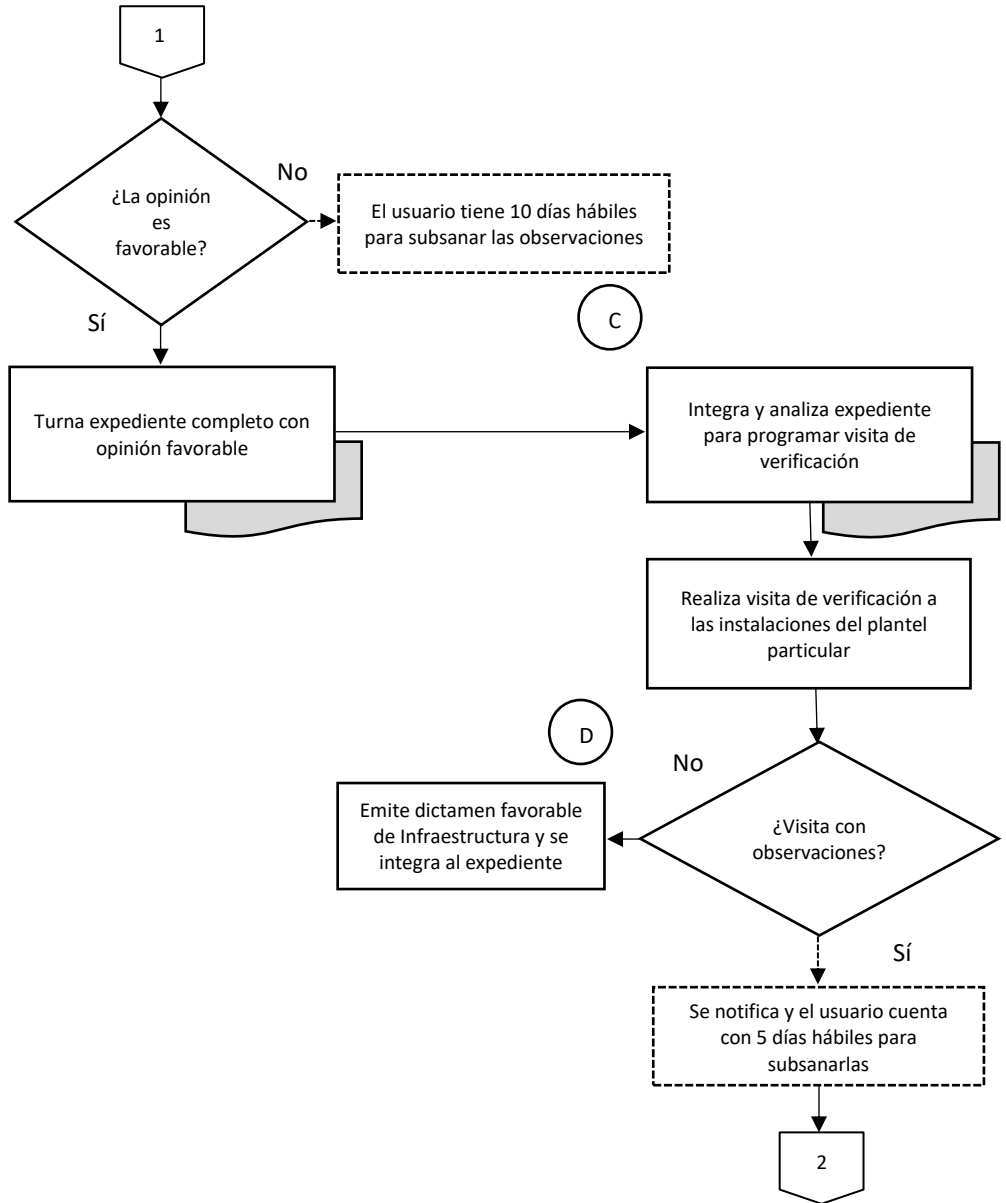 1
¿La opinión
es
favorable?
No
El usuario tiene 10 días hábiles
para subsanar las observaciones
C
Sí
Turna expediente completo con
opinión favorable
Integra y analiza expediente
para programar visita de
verificación
Realiza visita de verificación a
las instalaciones del plantel
particular
D
No
Emite dictamen favorable
de Infraestructura y se
integra al expediente
¿Visita con
observaciones?
Sí
Se notifica y el usuario cuenta
con 5 días hábiles para
subsanarlas
2